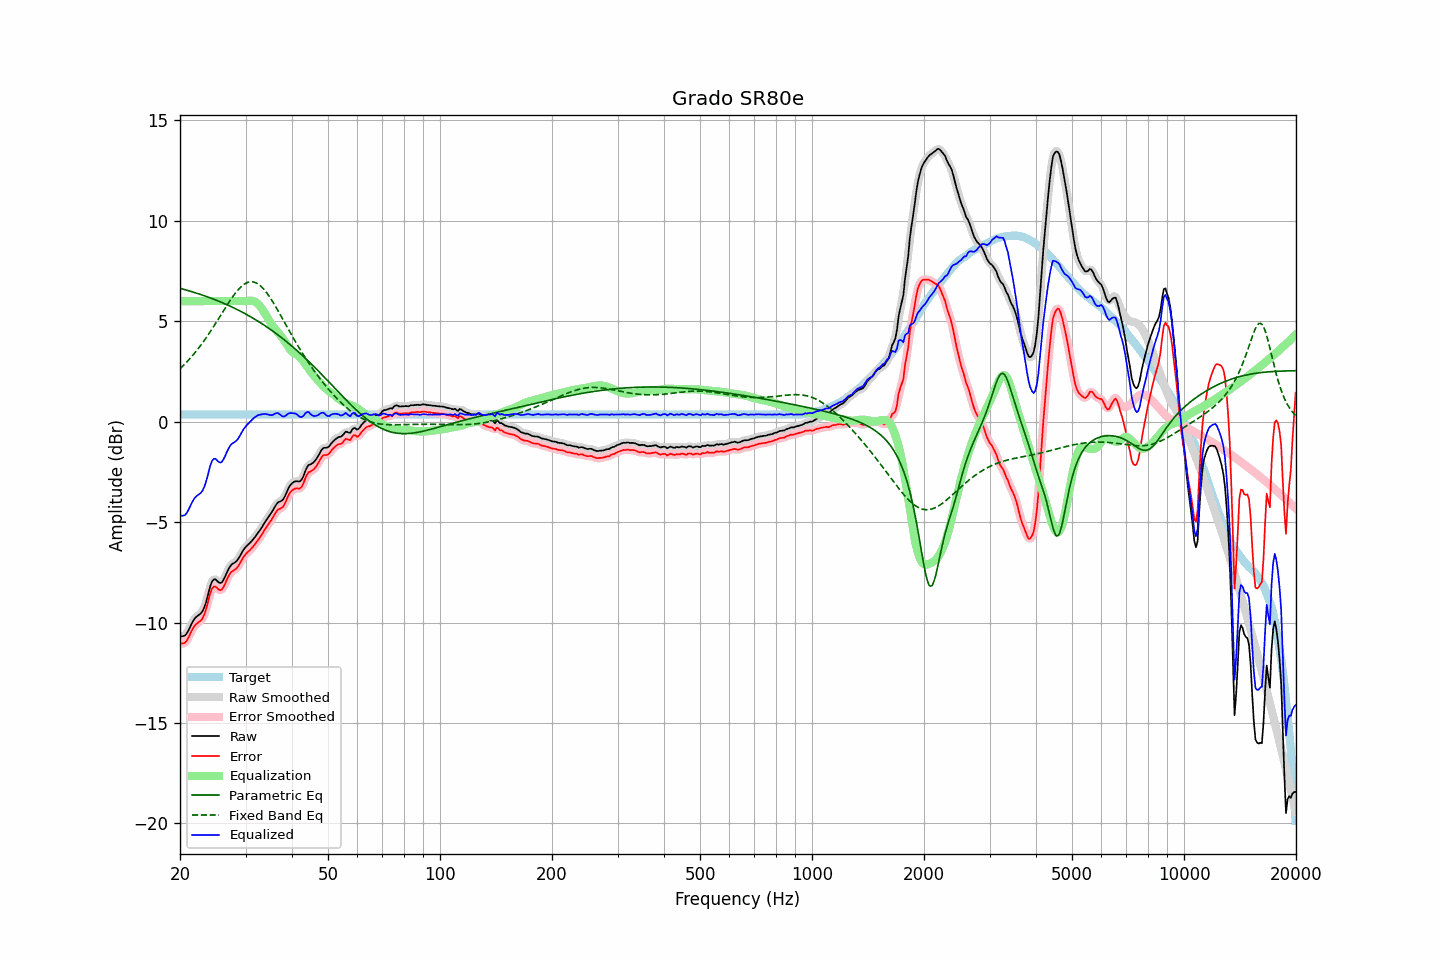 Grado SR80e
15
10
5
0
−5
−10
−15
−20
Amplitude (dBr)
Target
Raw Smoothed
Error Smoothed
Raw
Error
Equalization
Parametric Eq
Fixed Band Eq
Equalized
20
50
100
200
500
1000
2000
5000
10000
20000
Frequency (Hz)